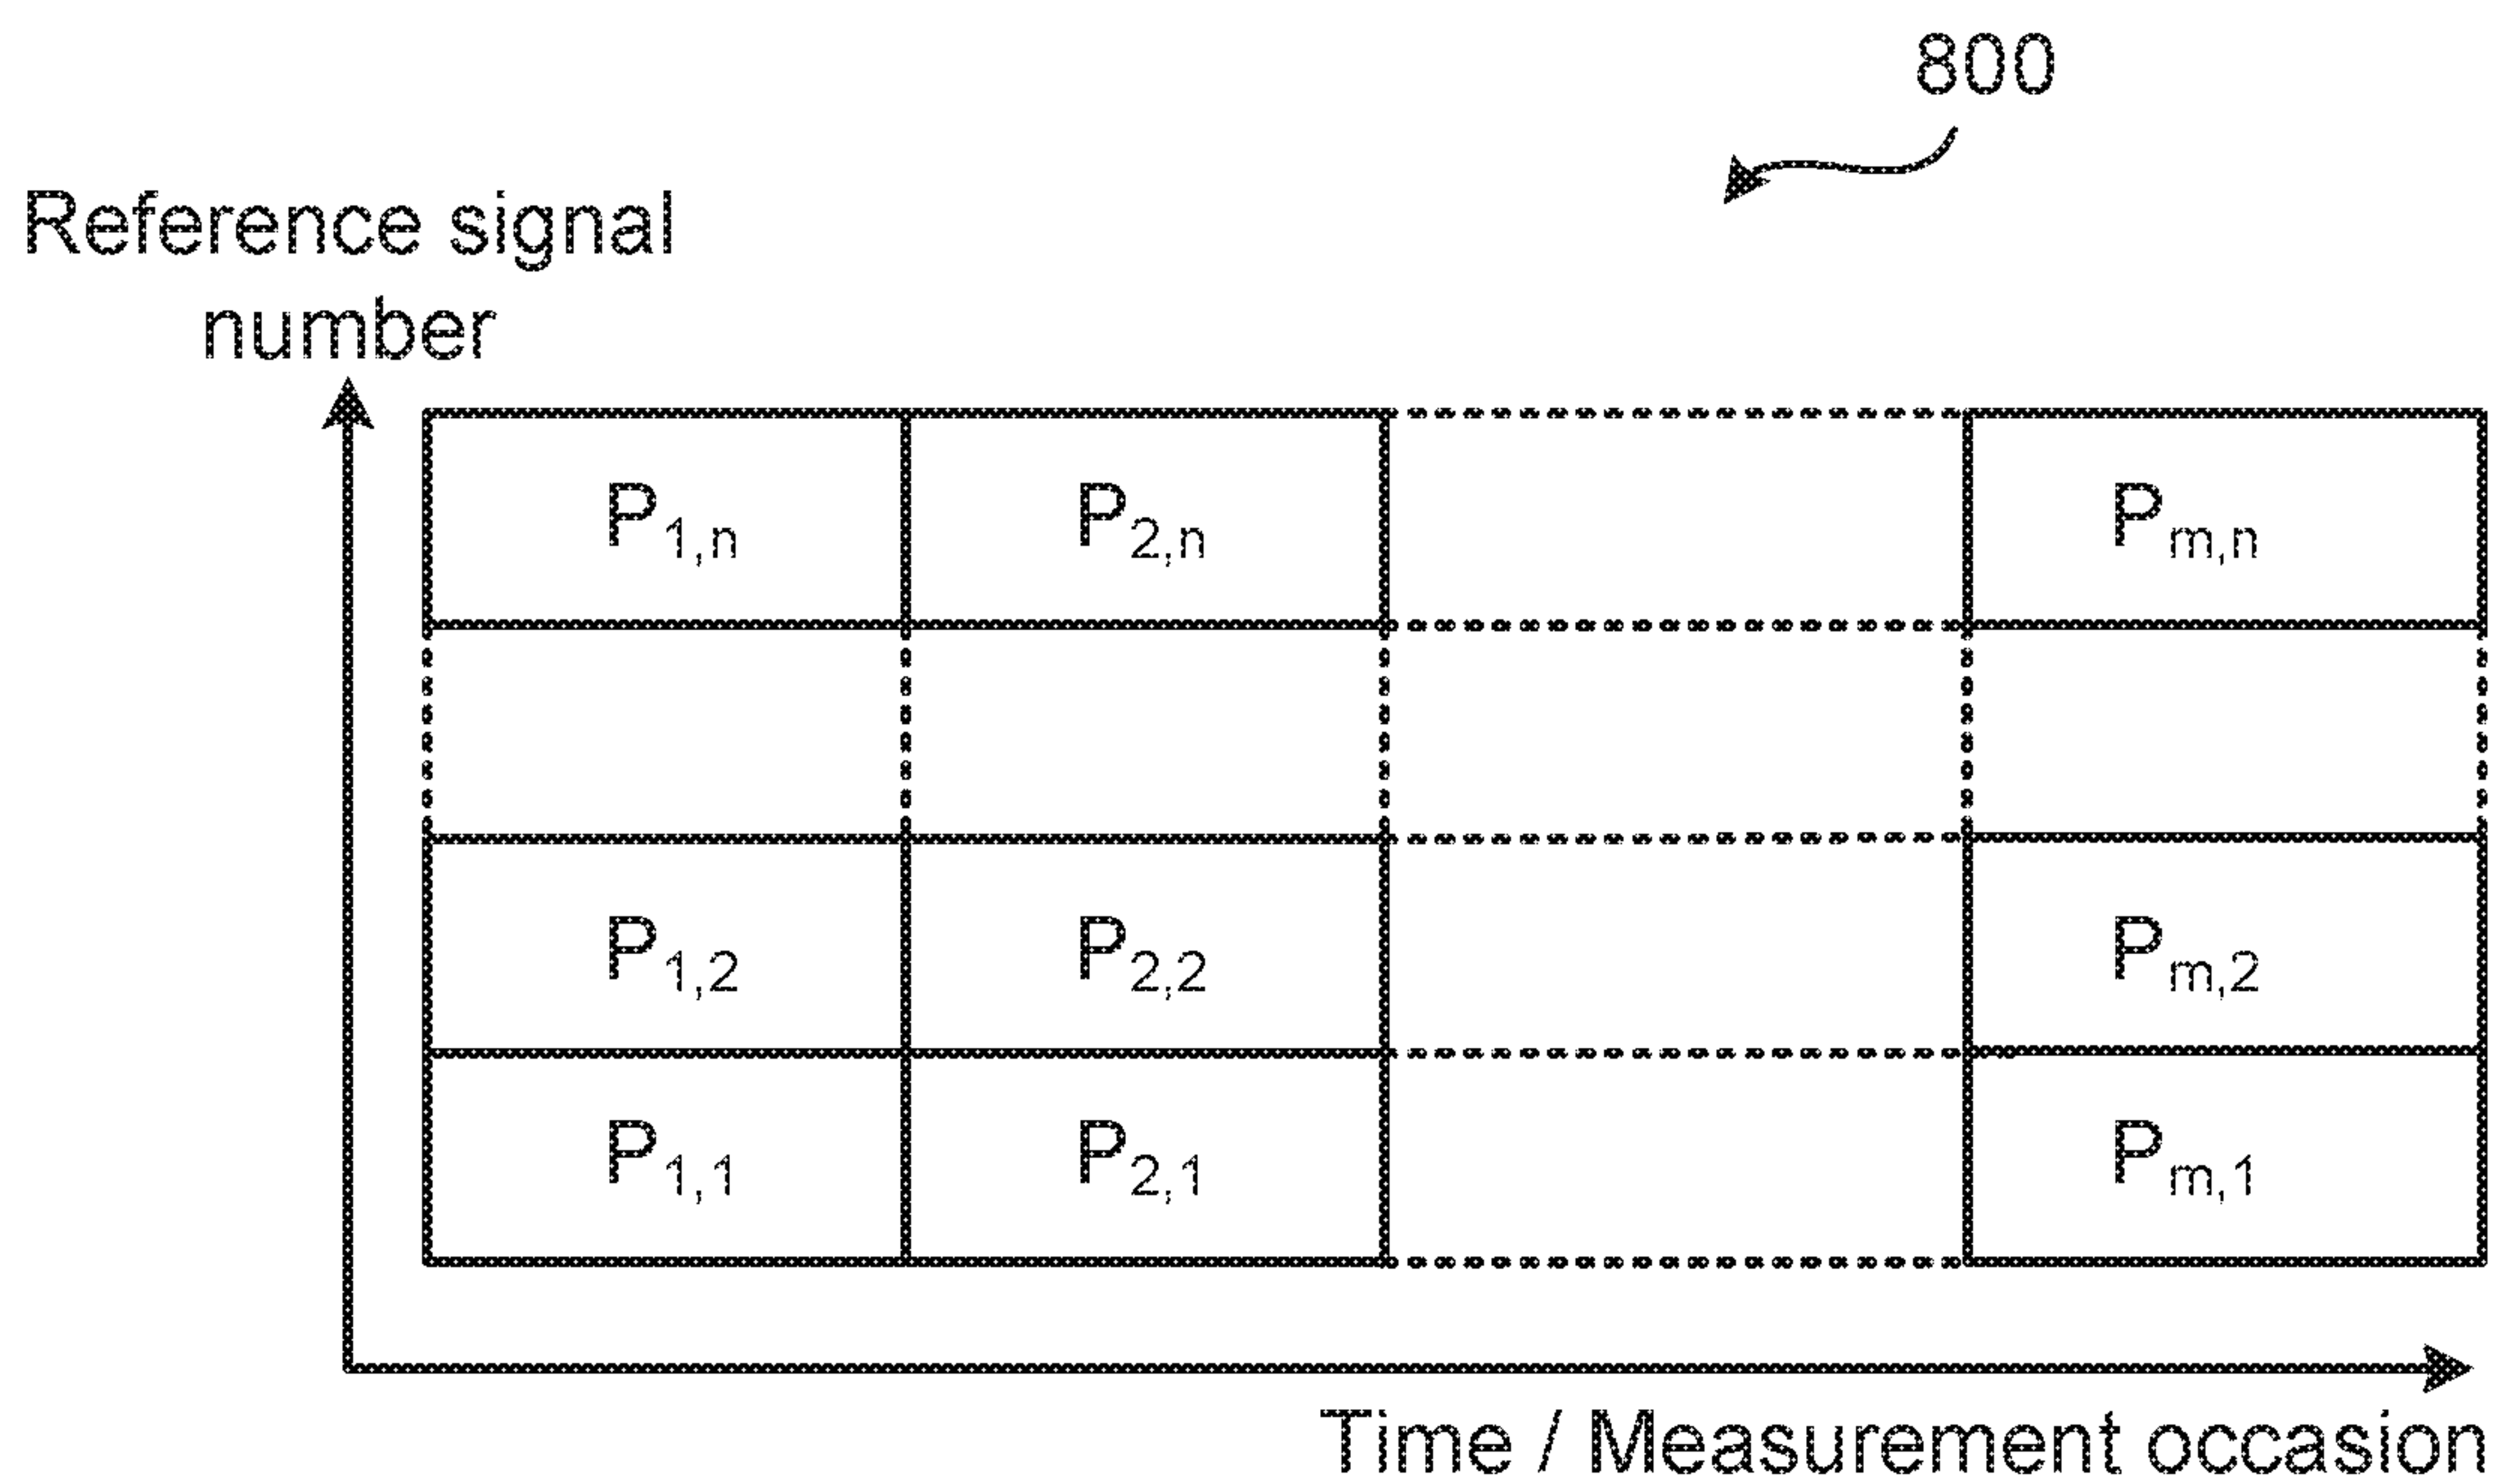 800
Reference signal
number
P1,n P2,n Pm,n
P1,2 P2,2 Pm,2
P1,1 P2,1 Pm,1
Time / Measurement occasion